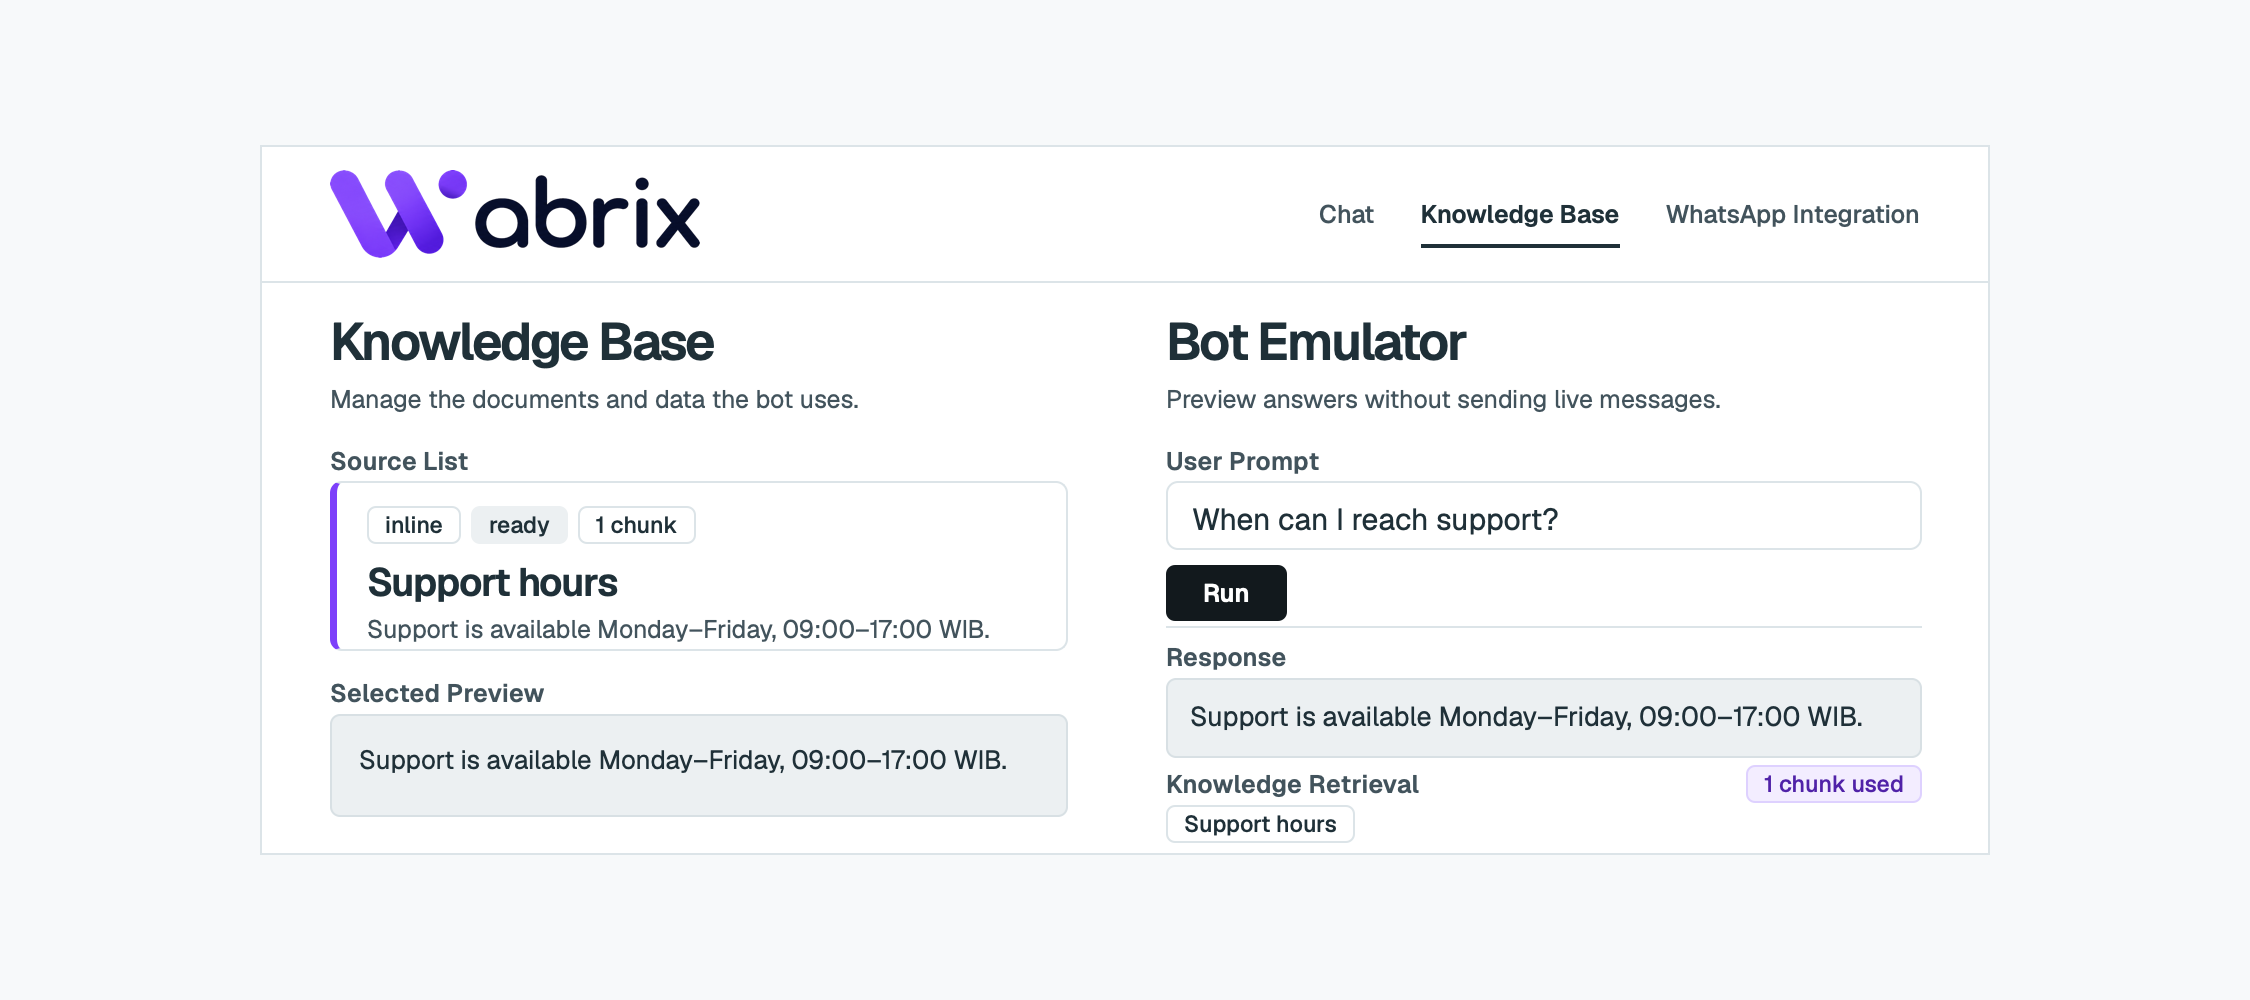 Wabrix
Chat
Knowledge Base
WhatsApp Integration
Knowledge Base
Manage the documents and data the bot uses.
Source List
inline
ready
1 chunk
Support hours
Support is available Monday–Friday, 09:00–17:00 WIB.
Selected Preview
Support is available Monday–Friday, 09:00–17:00 WIB.
Bot Emulator
Preview answers without sending live messages.
User Prompt
When can I reach support?
Run
Response
Support is available Monday–Friday, 09:00–17:00 WIB.
Knowledge Retrieval
1 chunk used
Support hours